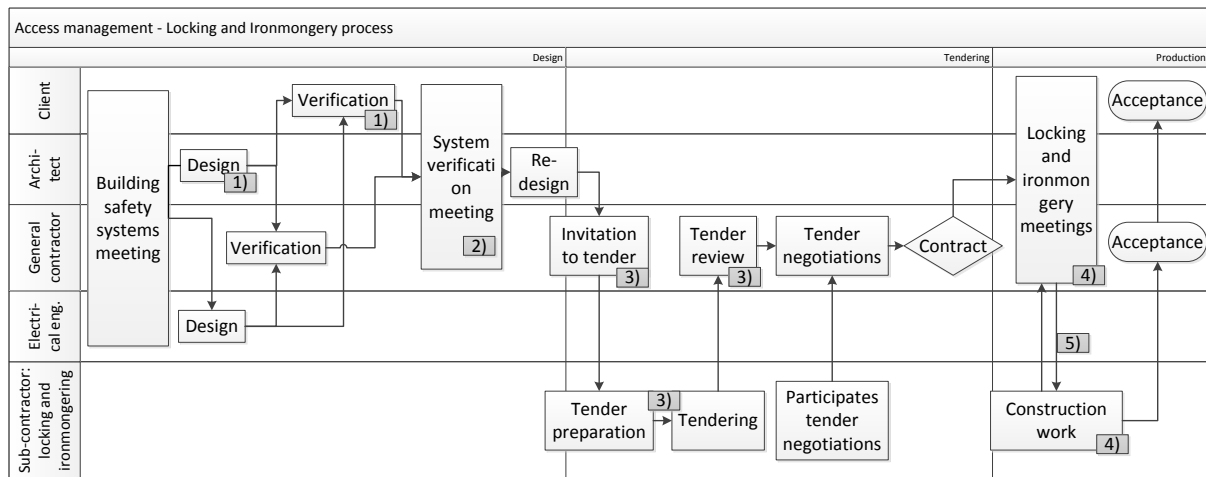 Access management - Locking and Ironmongery process
Design
Tendering
Production
Client
Archi-
tect
General
contractor
Electri-
cal eng.
Sub-contractor:
locking and
ironmongering
Building
safety
systems
meeting
Design
1)
Design
Verification
1)
Verification
System
verificati
on
meeting
2)
Re-
design
Invitation
to tender
3)
Tender
preparation
3)
Tendering
Tender
review
3)
Tender
negotiations
Participates
tender
negotiations
Contract
Locking
and
ironmon
gery
meetings
4)
5)
Construction
work
4)
Acceptance
Acceptance